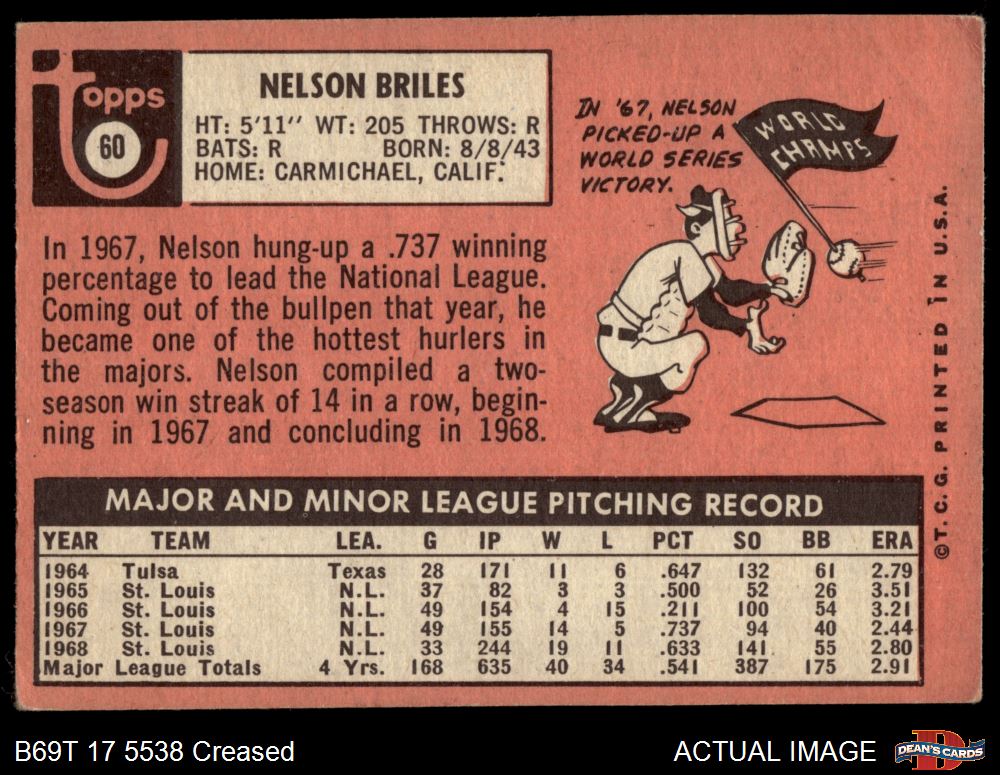 topps
60
NELSON BRILES
HT: 5'11" WT: 205 THROWS: R
BATS: R BORN: 8/8/43
HOME: CARMICHAEL, CALIF.
IN '67, NELSON
PICKED-UP A
WORLD SERIES
VICTORY.
WORLD
CHAMPS
In 1967, Nelson hung-up a .737 winning
percentage to lead the National League.
Coming out of the bullpen that year, he
became one of the hottest hurlers in
the majors. Nelson compiled a two-
season win streak of 14 in a row, begin-
ning in 1967 and concluding in 1968.
©T. C. G. PRINTED IN U.S.A.
MAJOR AND MINOR LEAGUE PITCHING RECORD
YEAR TEAM LEA. G IP W L PCT SO BB ERA
1964 Tulsa Texas 28 171 11 6 .647 132 61 2.79
1965 St. Louis N.L. 37 82 3 3 .500 52 26 3.51
1966 St. Louis N.L. 49 154 4 15 .211 100 54 3.21
1967 St. Louis N.L. 49 155 14 5 .737 94 40 2.44
1968 St. Louis N.L. 33 244 19 11 .633 141 55 2.80
Major League Totals 4 Yrs. 168 635 40 34 .541 387 175 2.91
B69T 17 5538 Creased
ACTUAL IMAGE
D
DEAN'S CARDS